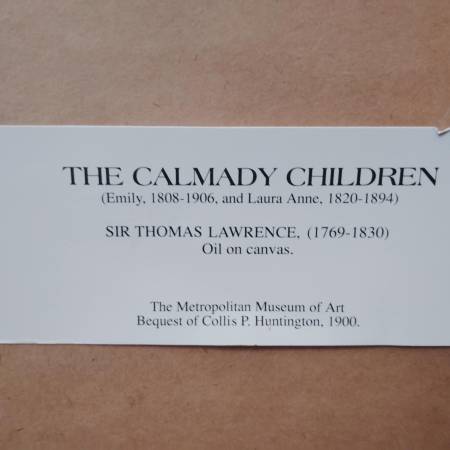 THE CALMADY CHILDREN
(Emily, 1808-1906, and Laura Anne, 1820-1894)
SIR THOMAS LAWRENCE, (1769-1830)
Oil on canvas.
The Metropolitan Museum of Art
Bequest of Collis P. Huntington, 1900.